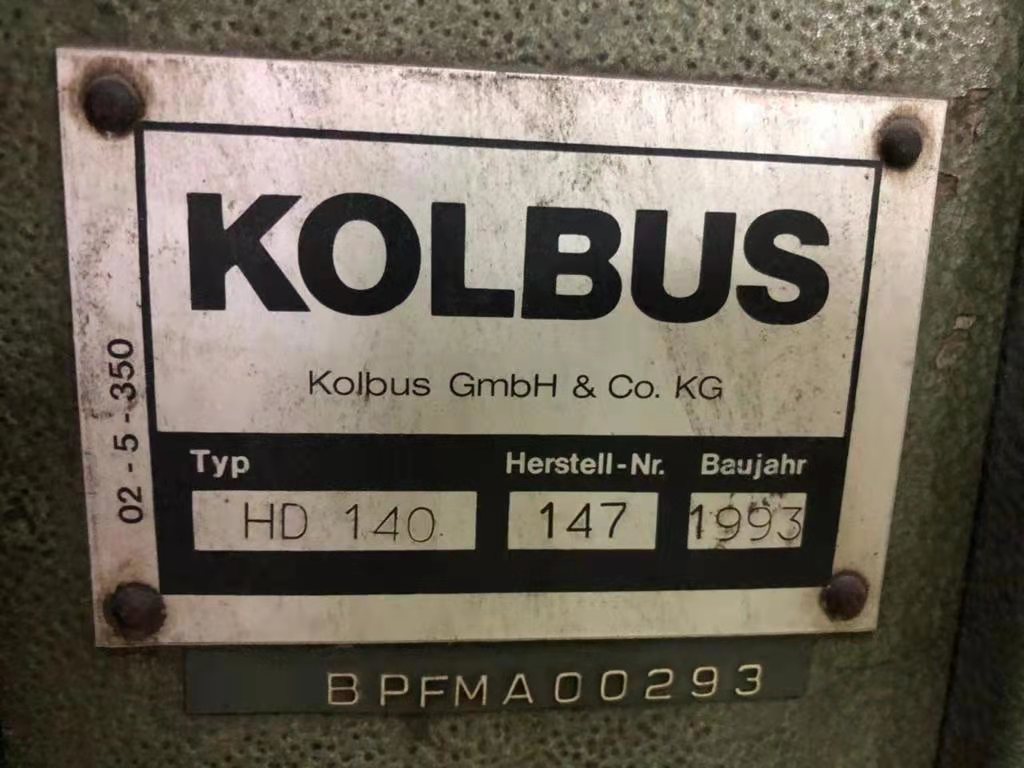 KOLBUS
Kolbus GmbH & Co. KG
02-5-350
Typ Herstell-Nr. Baujahr
HD 140 147 1993
BPFMA00293